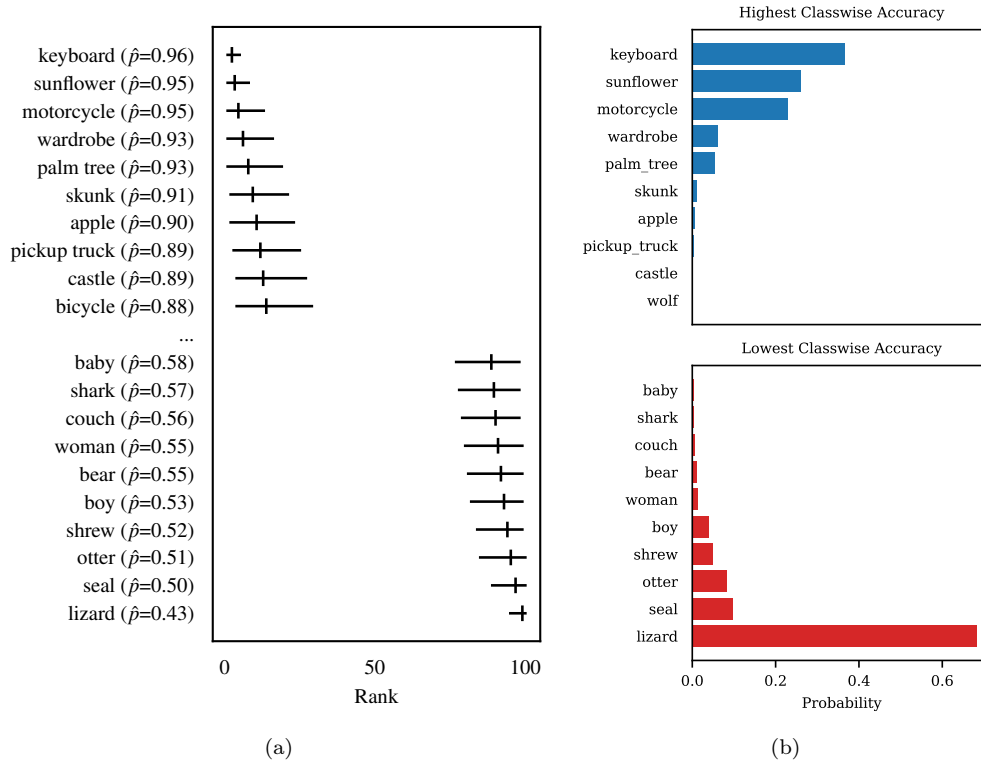 keyboard (p̂=0.96)
sunflower (p̂=0.95)
motorcycle (p̂=0.95)
wardrobe (p̂=0.93)
palm tree (p̂=0.93)
skunk (p̂=0.91)
apple (p̂=0.90)
pickup truck (p̂=0.89)
castle (p̂=0.89)
bicycle (p̂=0.88)
...
baby (p̂=0.58)
shark (p̂=0.57)
couch (p̂=0.56)
woman (p̂=0.55)
bear (p̂=0.55)
boy (p̂=0.53)
shrew (p̂=0.52)
otter (p̂=0.51)
seal (p̂=0.50)
lizard (p̂=0.43)
0 50 100
Rank
(a)
Highest Classwise Accuracy
keyboard
sunflower
motorcycle
wardrobe
palm_tree
skunk
apple
pickup_truck
castle
wolf
Lowest Classwise Accuracy
baby
shark
couch
bear
woman
boy
shrew
otter
seal
lizard
0.0 0.2 0.4 0.6
Probability
(b)